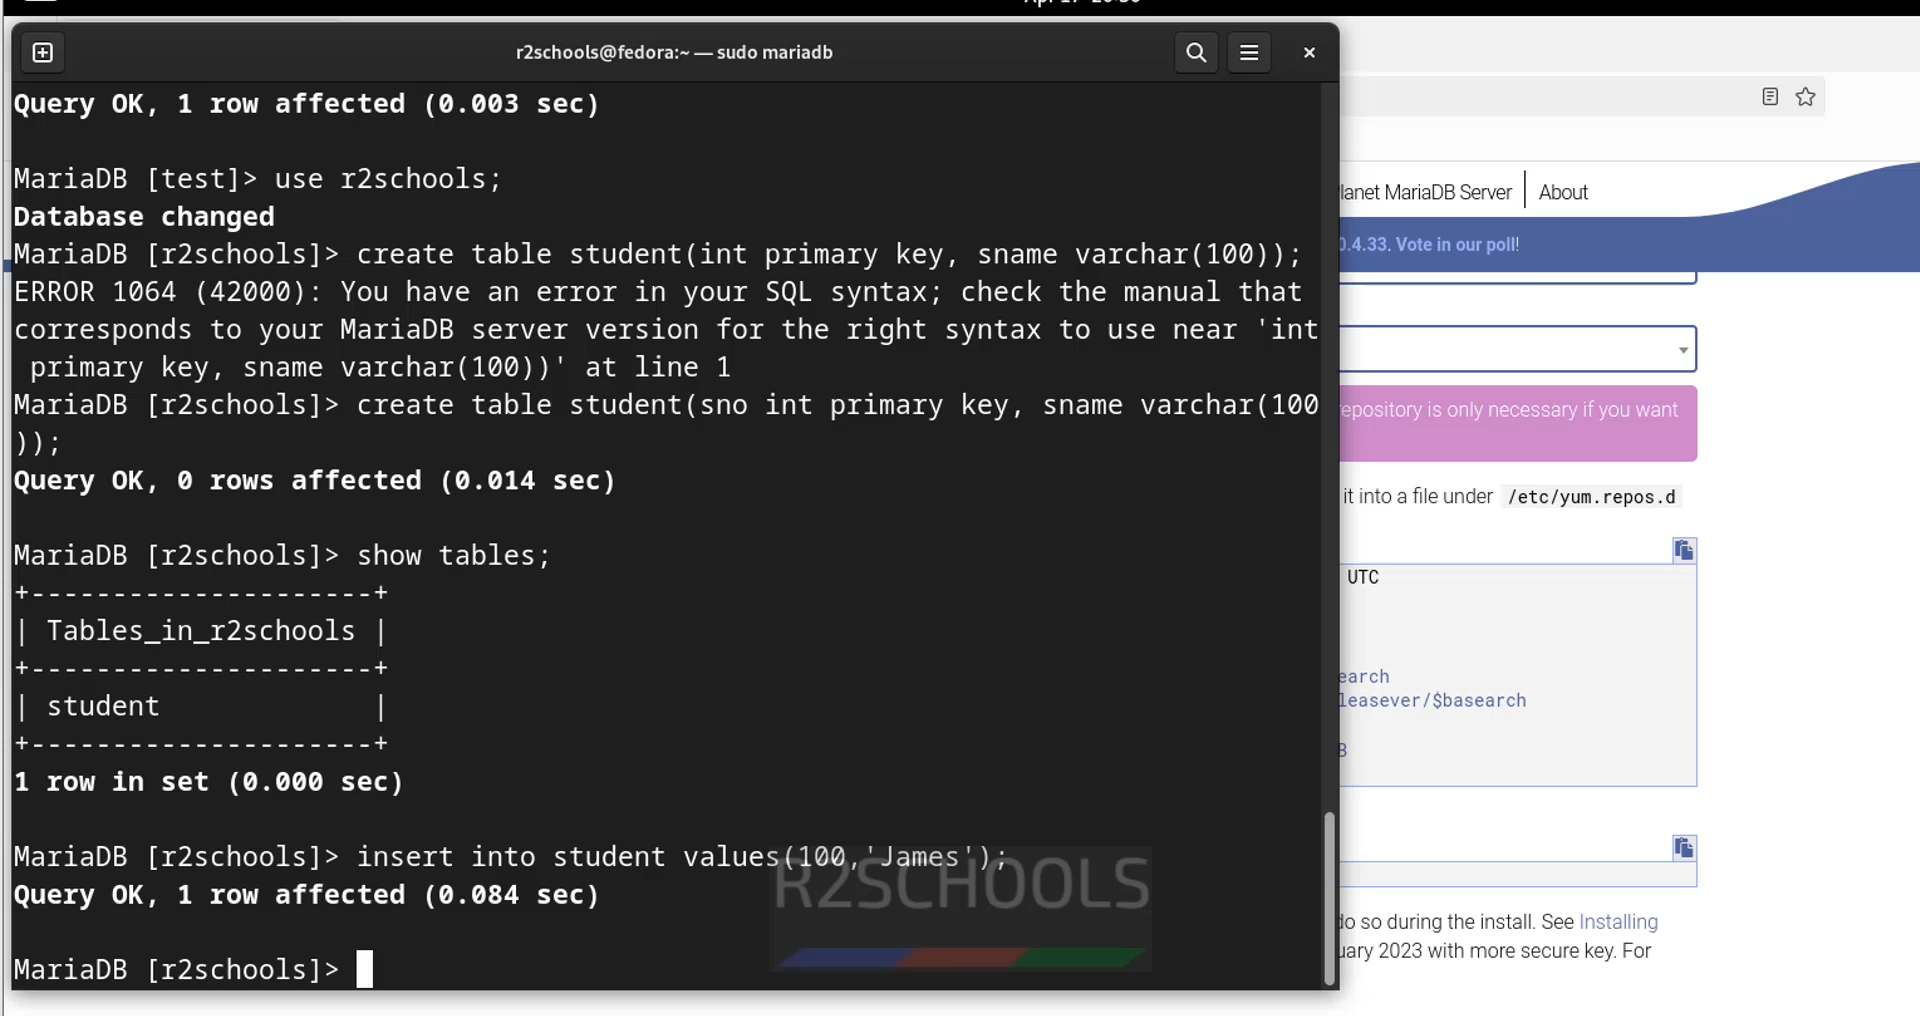 r2schools@fedora:~ — sudo mariadb
Query OK, 1 row affected (0.003 sec)
MariaDB [test]> use r2schools;
Database changed
MariaDB [r2schools]> create table student(int primary key, sname varchar(100));
ERROR 1064 (42000): You have an error in your SQL syntax; check the manual that
corresponds to your MariaDB server version for the right syntax to use near 'int
primary key, sname varchar(100))' at line 1
MariaDB [r2schools]> create table student(sno int primary key, sname varchar(100
));
Query OK, 0 rows affected (0.014 sec)
MariaDB [r2schools]> show tables;
+---------------------+
| Tables_in_r2schools |
+---------------------+
| student             |
+---------------------+
1 row in set (0.000 sec)
MariaDB [r2schools]> insert into student values(100,'James');
Query OK, 1 row affected (0.084 sec)
MariaDB [r2schools]>
R2SCHOOLS
lanet MariaDB Server | About
0.4.33. Vote in our poll!
epository is only necessary if you want
it into a file under /etc/yum.repos.d
UTC
earch
leasever/$basearch
B
do so during the install. See Installing
uary 2023 with more secure key. For